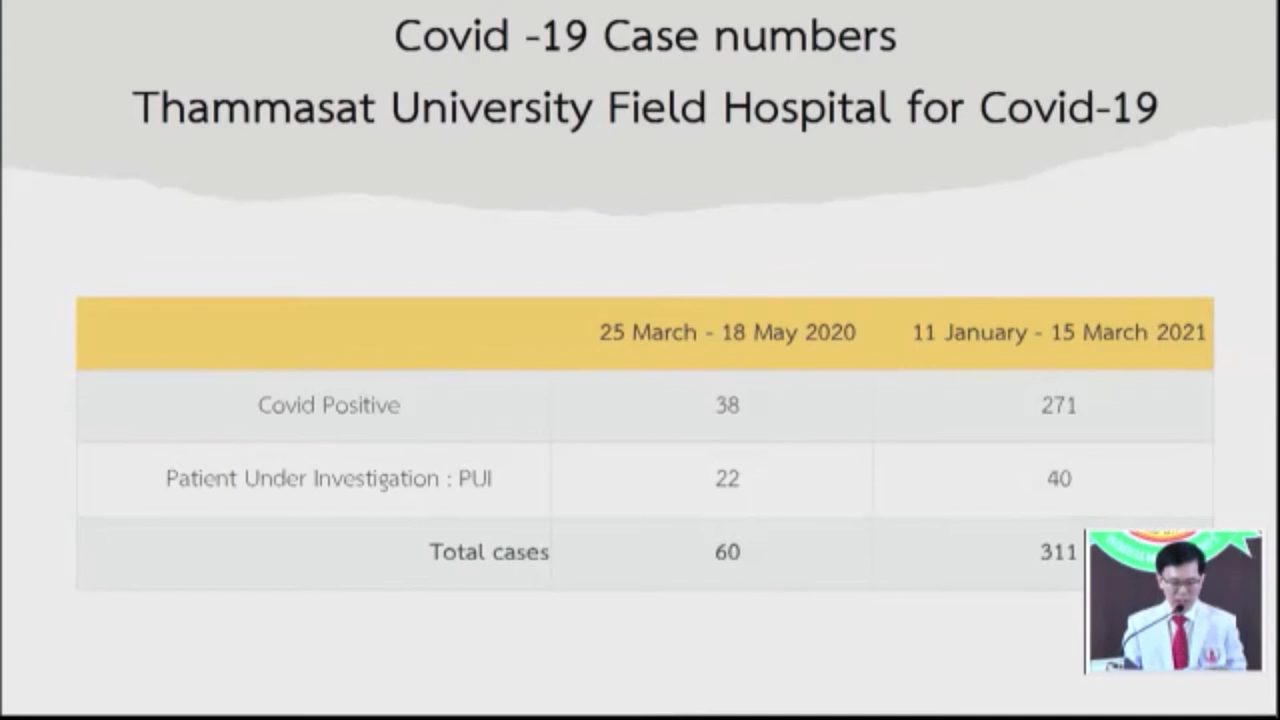 Covid -19 Case numbers
Thammasat University Field Hospital for Covid-19
25 March - 18 May 2020 11 January - 15 March 2021
Covid Positive 38 271
Patient Under Investigation : PUI 22 40
Total cases 60 311